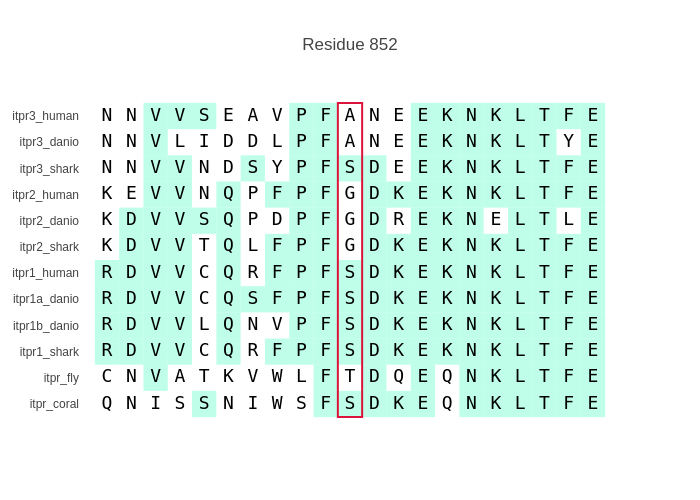 Residue 852
itpr3_human N N V V S E A V P F A N E E K N K L T F E
itpr3_danio N N V L I D D L P F A N E E K N K L T Y E
itpr3_shark N N V V N D S Y P F S D E E K N K L T F E
itpr2_human K E V V N Q P F P F G D K E K N K L T F E
itpr2_danio K D V V S Q P D P F G D R E K N E L T L E
itpr2_shark K D V V T Q L F P F G D K E K N K L T F E
itpr1_human R D V V C Q R F P F S D K E K N K L T F E
itpr1a_danio R D V V C Q S F P F S D K E K N K L T F E
itpr1b_danio R D V V L Q N V P F S D K E K N K L T F E
itpr1_shark R D V V C Q R F P F S D K E K N K L T F E
itpr_fly C N V A T K V W L F T D Q E Q N K L T F E
itpr_coral Q N I S S N I W S F S D K E Q N K L T F E